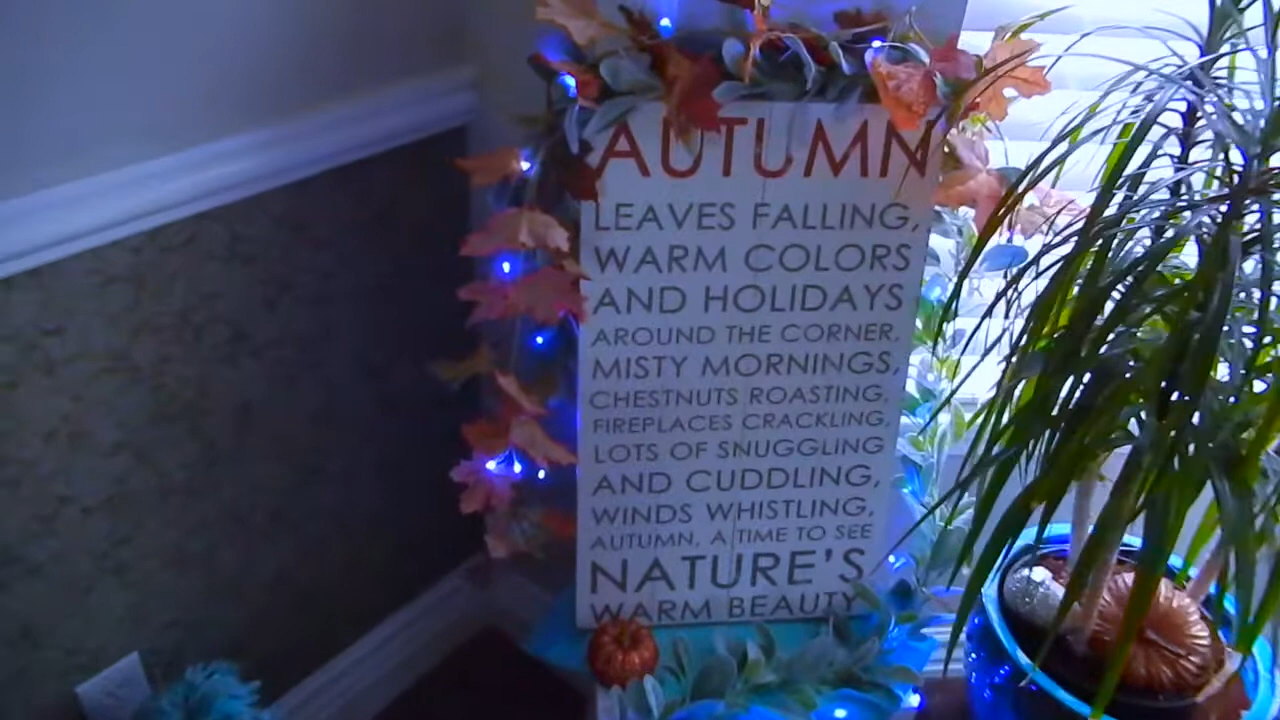 AUTUMN
LEAVES FALLING,
WARM COLORS
AND HOLIDAYS
AROUND THE CORNER,
MISTY MORNINGS,
CHESTNUTS ROASTING,
FIREPLACES CRACKLING,
LOTS OF SNUGGLING
AND CUDDLING,
WINDS WHISTLING,
AUTUMN, A TIME TO SEE
NATURE'S
WARM BEAUTY